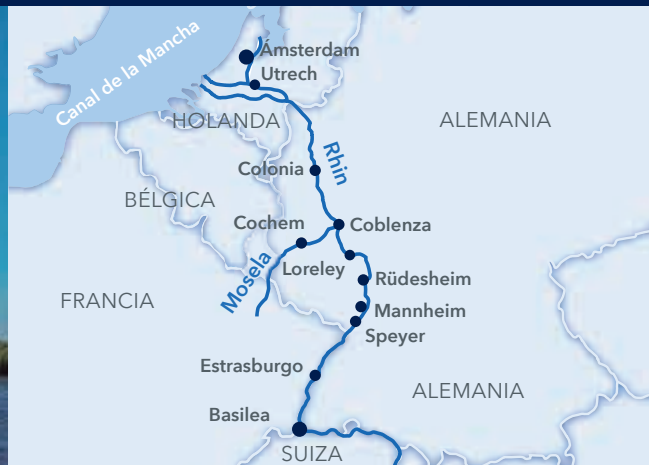 Canal de la Mancha
Ámsterdam
Utrech
HOLANDA
ALEMANIA
Rhin
Colonia
BÉLGICA
Cochem
Coblenza
Mosela
Loreley
Rüdesheim
FRANCIA
Mannheim
Speyer
Estrasburgo
ALEMANIA
Basilea
SUIZA